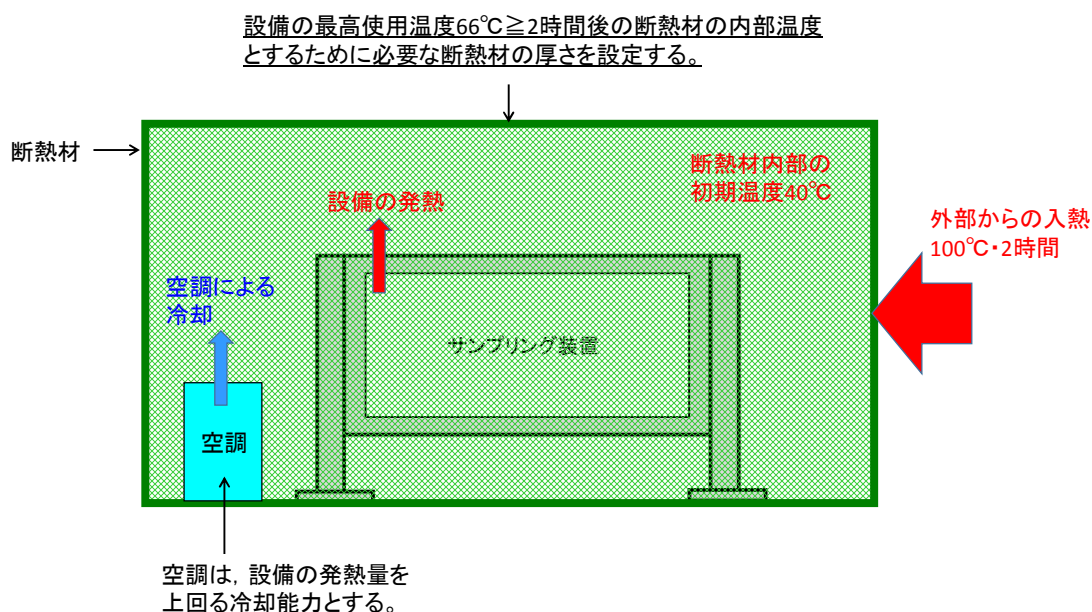 設備の最高使用温度66℃≧2時間後の断熱材の内部温度
とするために必要な断熱材の厚さを設定する。
断熱材
断熱材内部の
初期温度40℃
設備の発熱
外部からの入熱
100℃・2時間
空調による
冷却
サンプリング装置
空調
空調は，設備の発熱量を
上回る冷却能力とする。